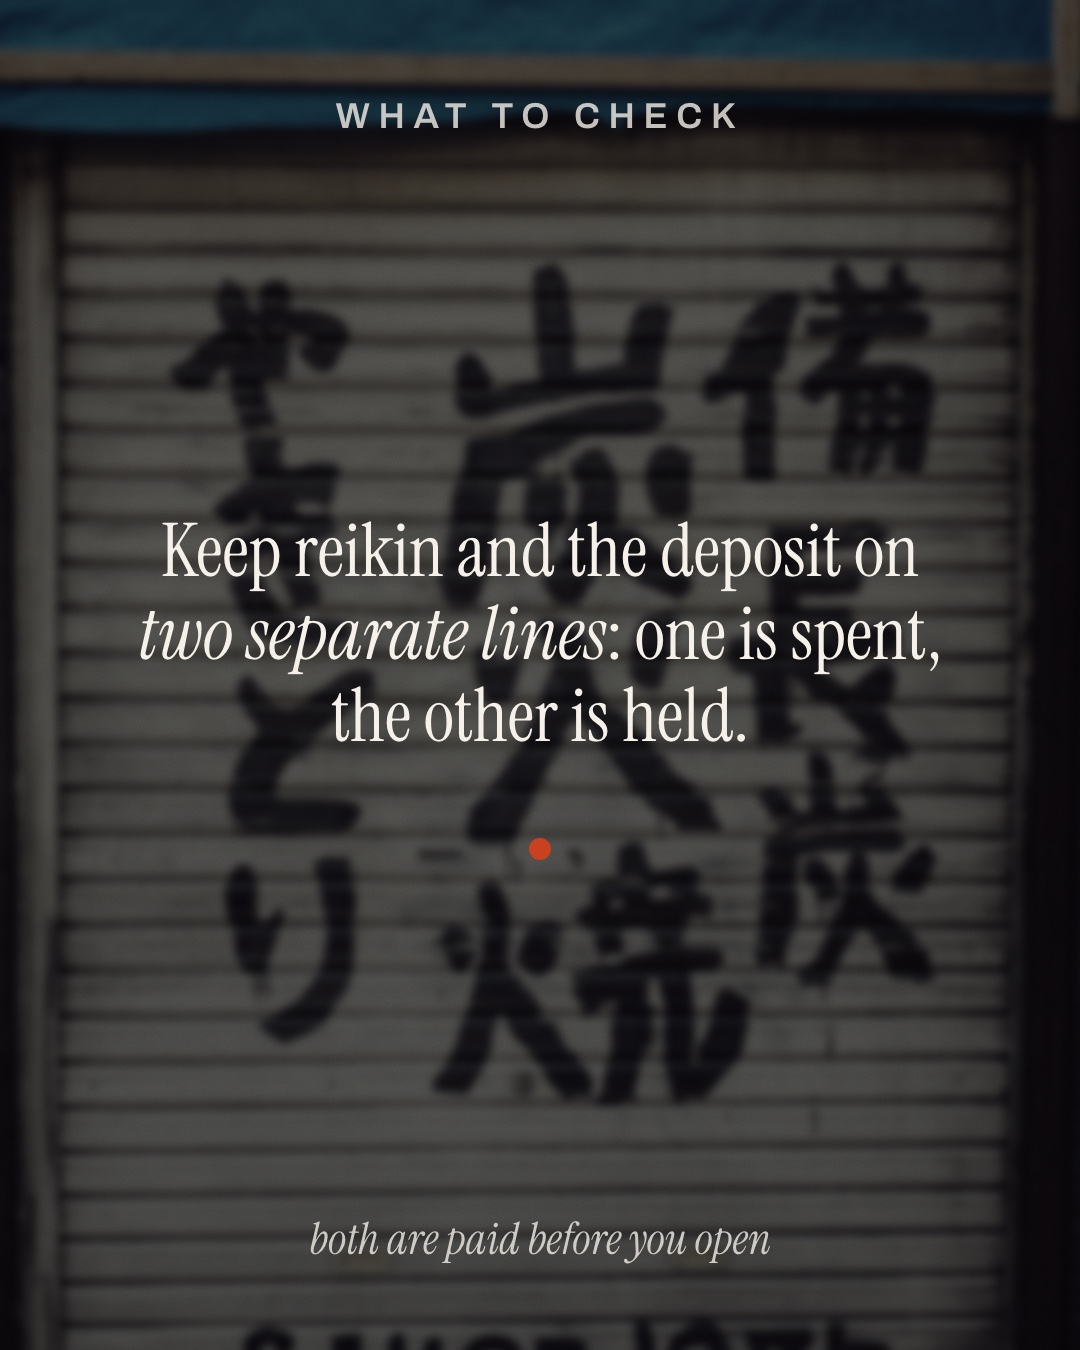 WHAT TO CHECK
Keep reikin and the deposit on
two separate lines: one is spent,
the other is held.
both are paid before you open
備長炭
炭火焼
やきとり